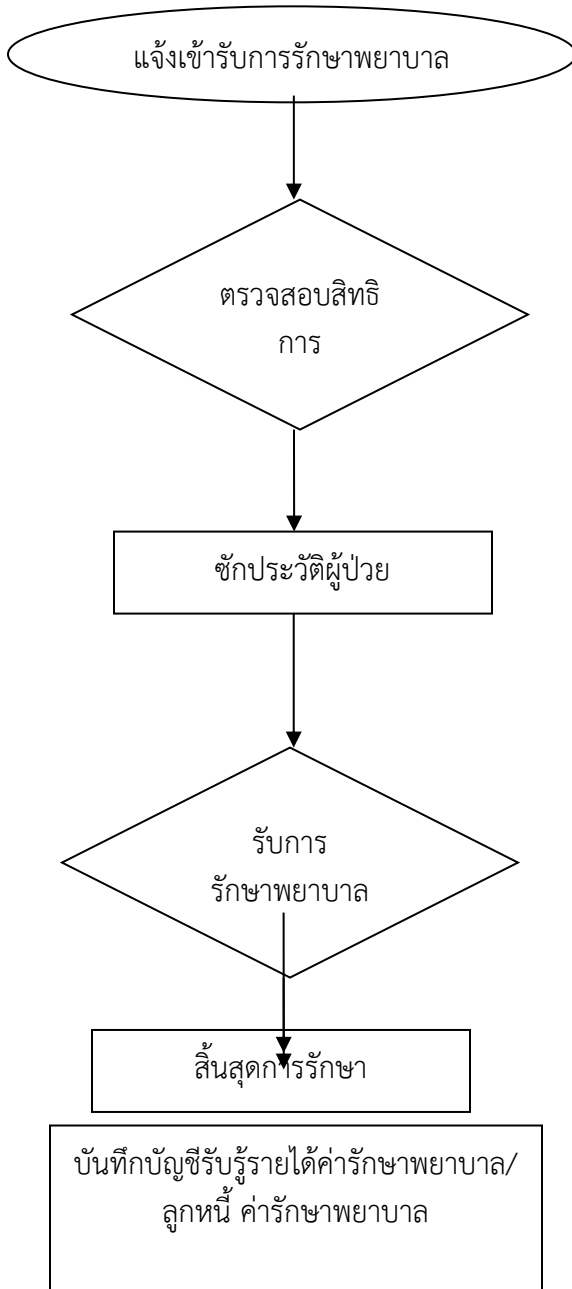 แจ้งเข้ารับการรักษาพยาบาล
ตรวจสอบสิทธิ
การ
ซักประวัติผู้ป่วย
รับการ
รักษาพยาบาล
สิ้นสุดการรักษา
บันทึกบัญชีรับรู้รายได้ค่ารักษาพยาบาล/
ลูกหนี้ ค่ารักษาพยาบาล